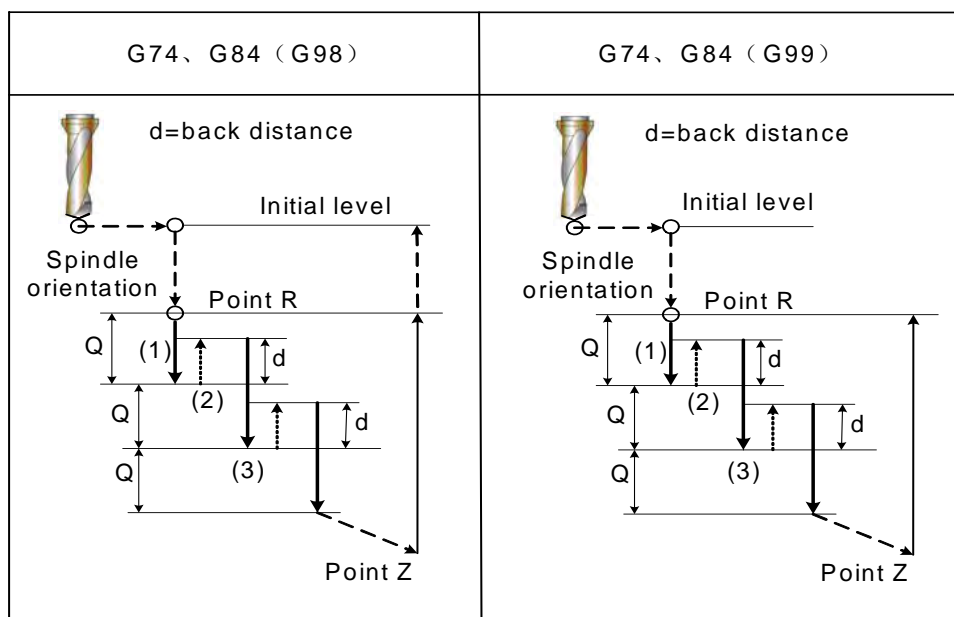 G74、G84（G98）
G74、G84（G99）
d=back distance
Initial level
Spindle
orientation
Point R
Q
(1)
d
(2)
Q
d
(3)
Q
Point Z
d=back distance
Initial level
Spindle
orientation
Point R
Q
(1)
d
(2)
Q
d
(3)
Q
Point Z